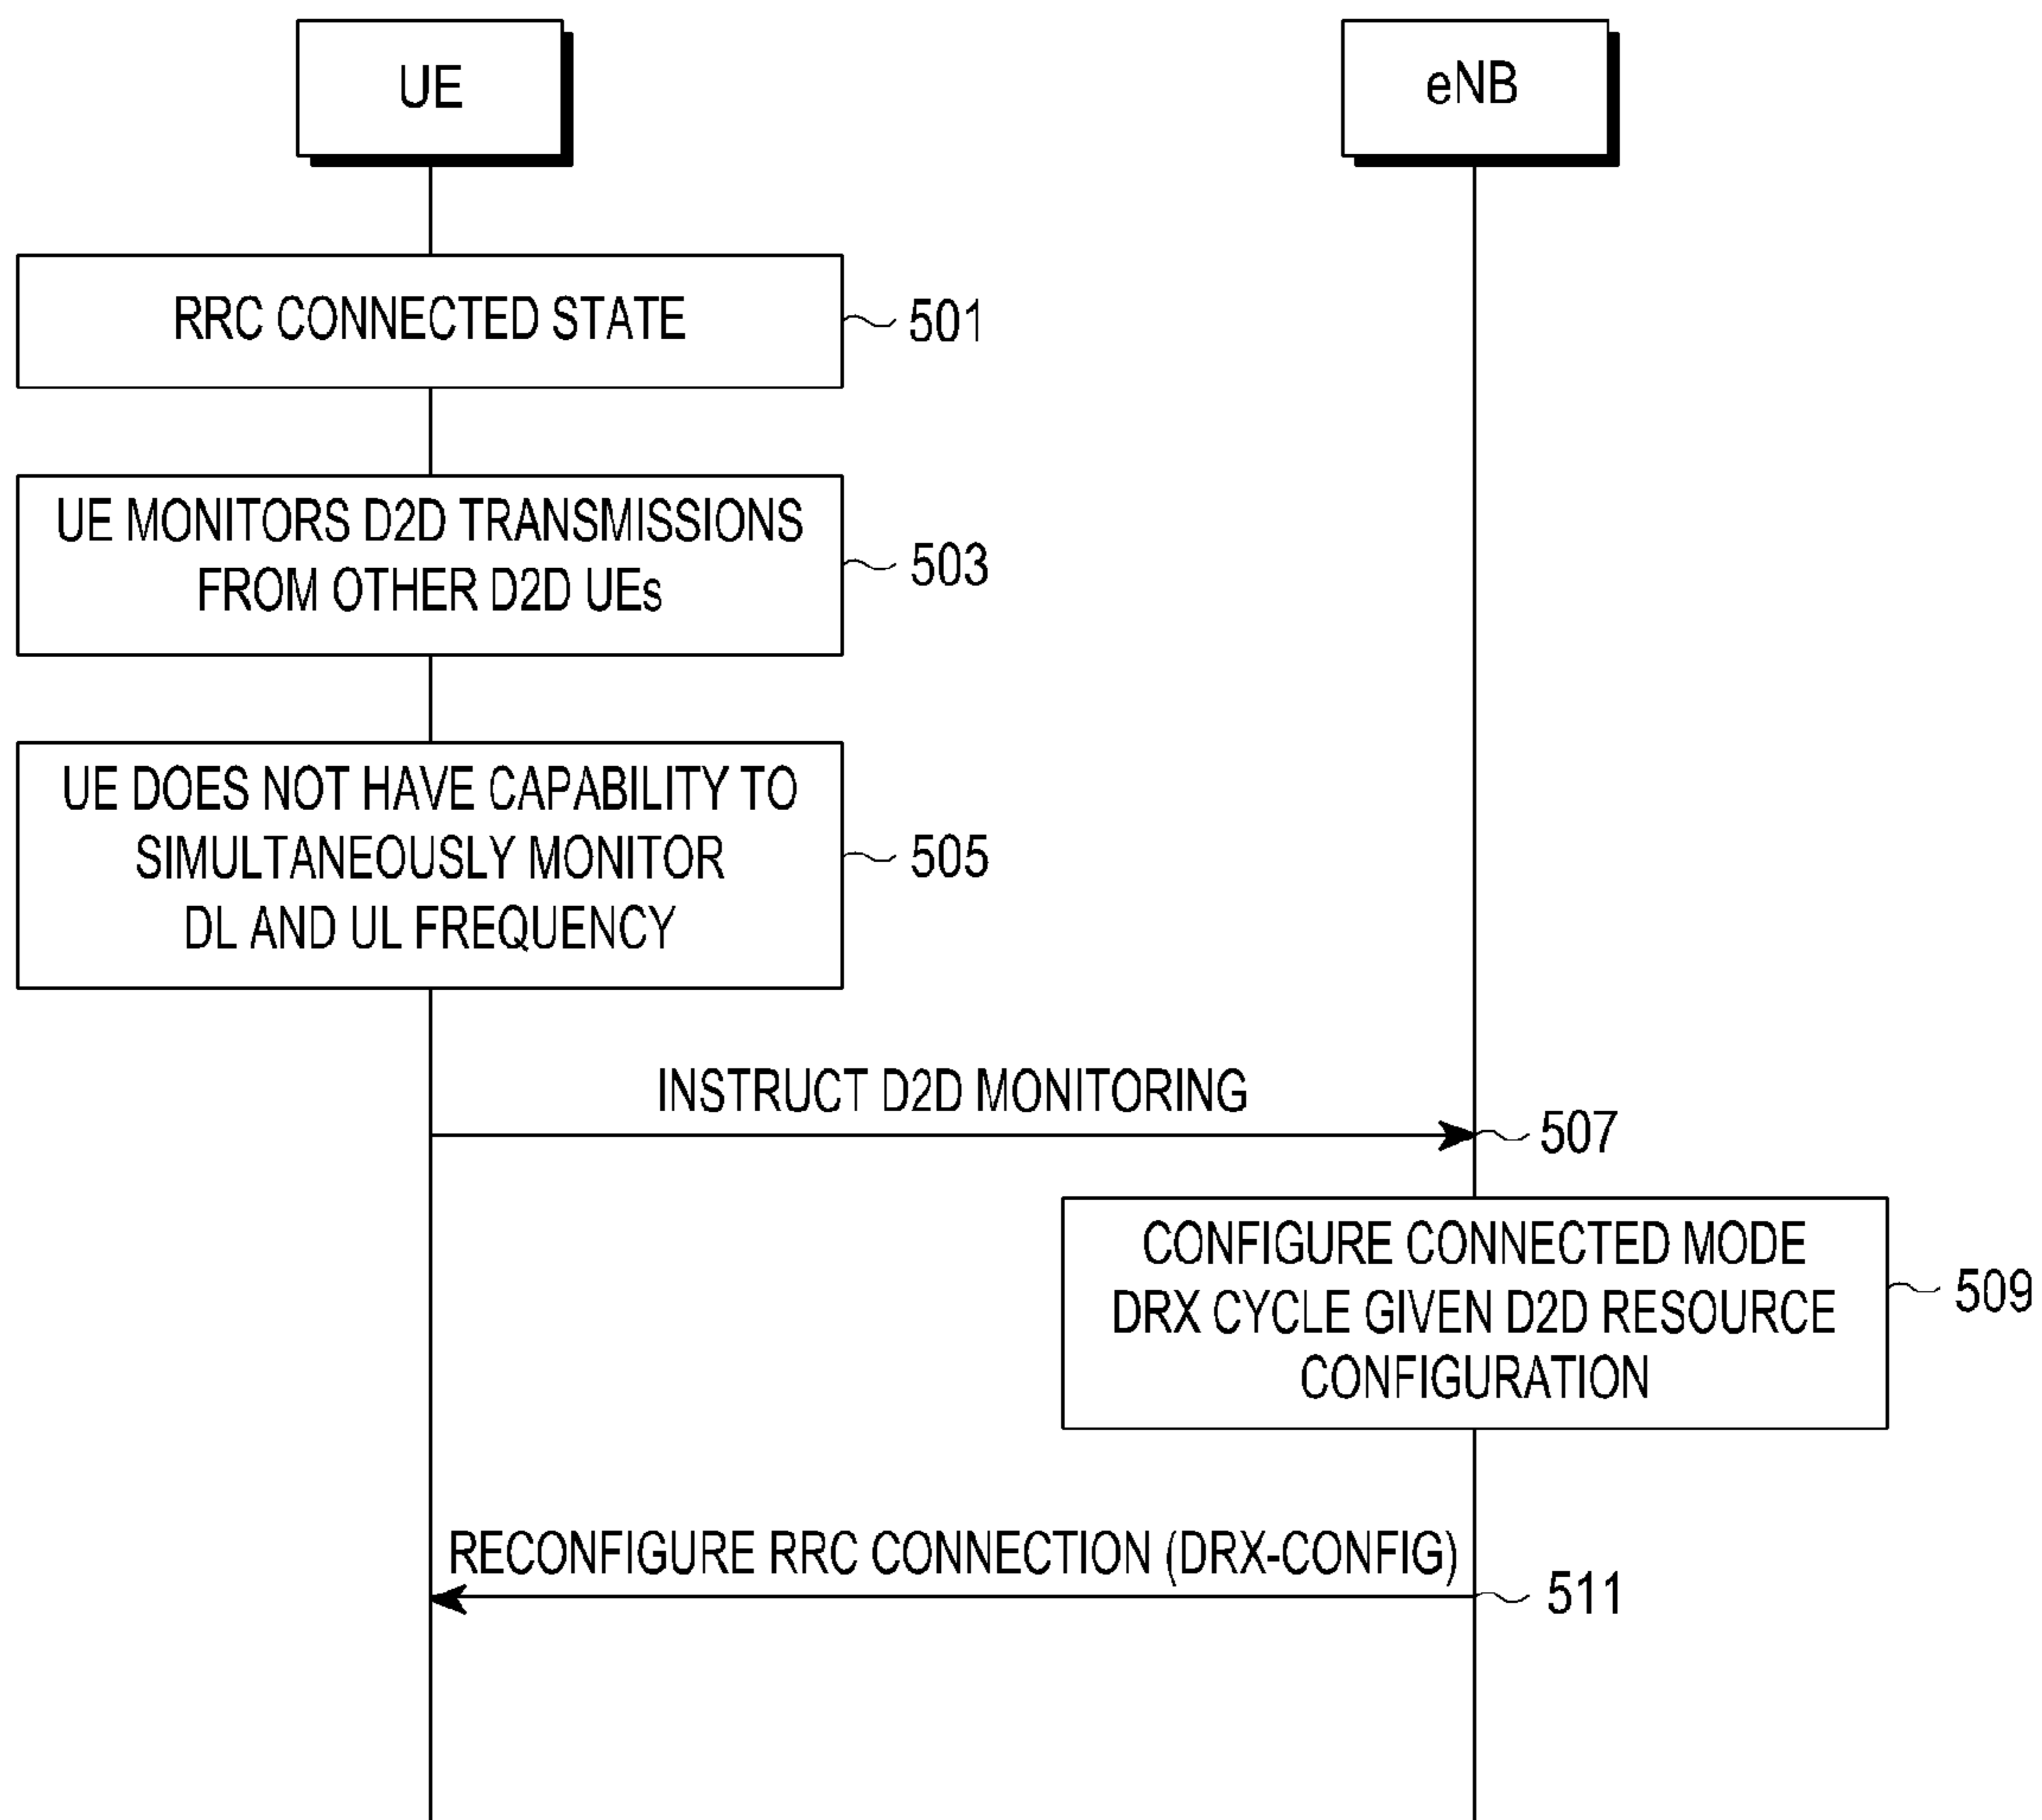 UE
eNB
RRC CONNECTED STATE
501
UE MONITORS D2D TRANSMISSIONS
FROM OTHER D2D UEs
503
UE DOES NOT HAVE CAPABILITY TO
SIMULTANEOUSLY MONITOR
DL AND UL FREQUENCY
505
INSTRUCT D2D MONITORING
507
CONFIGURE CONNECTED MODE
DRX CYCLE GIVEN D2D RESOURCE
CONFIGURATION
509
RECONFIGURE RRC CONNECTION (DRX-CONFIG)
511